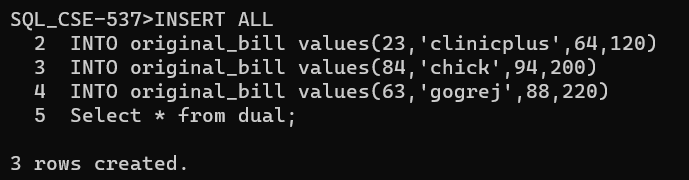 SQL_CSE-537>INSERT ALL
2 INTO original_bill values(23,'clinicplus',64,120)
3 INTO original_bill values(84,'chick',94,200)
4 INTO original_bill values(63,'gogrej',88,220)
5 Select * from dual;
3 rows created.